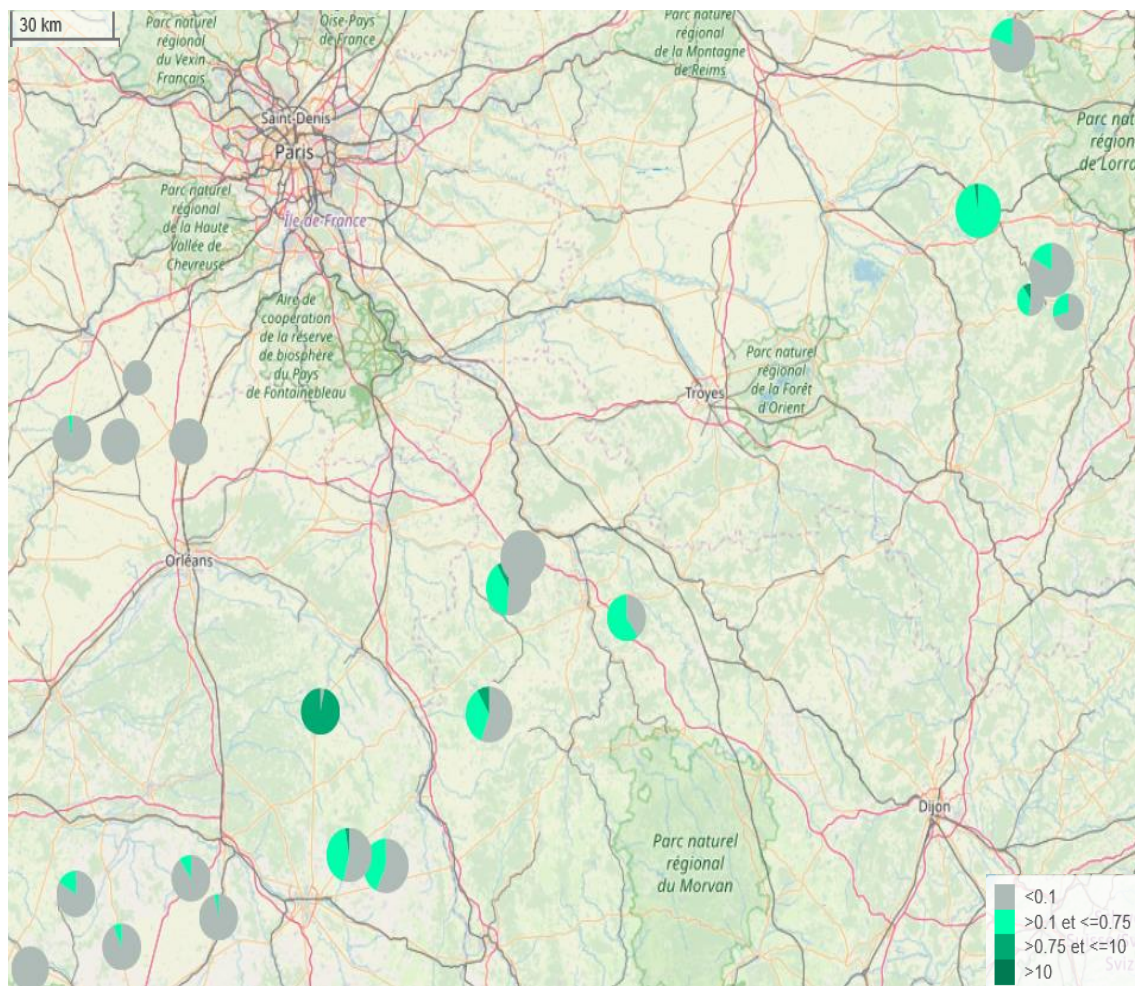 30 km
Parc naturel
régional
du Vexin
Français
Oise-Pays
de France
Parc naturel
régional
de la Montagne
de Reims
Saint-Denis
Paris
Parc naturel
régional
de la Haute
Vallée de
Chevreuse
Île-de-France
Parc nat
région
de Lorra
Aire de
coopération
de la réserve
de biosphère
du Pays
de Fontainebleau
Parc naturel
régional
de la Forêt
d'Orient
Troyes
Orléans
Dijon
Parc naturel
régional
du Morvan
<0.1
>0.1 et <=0.75
>0.75 et <=10
>10